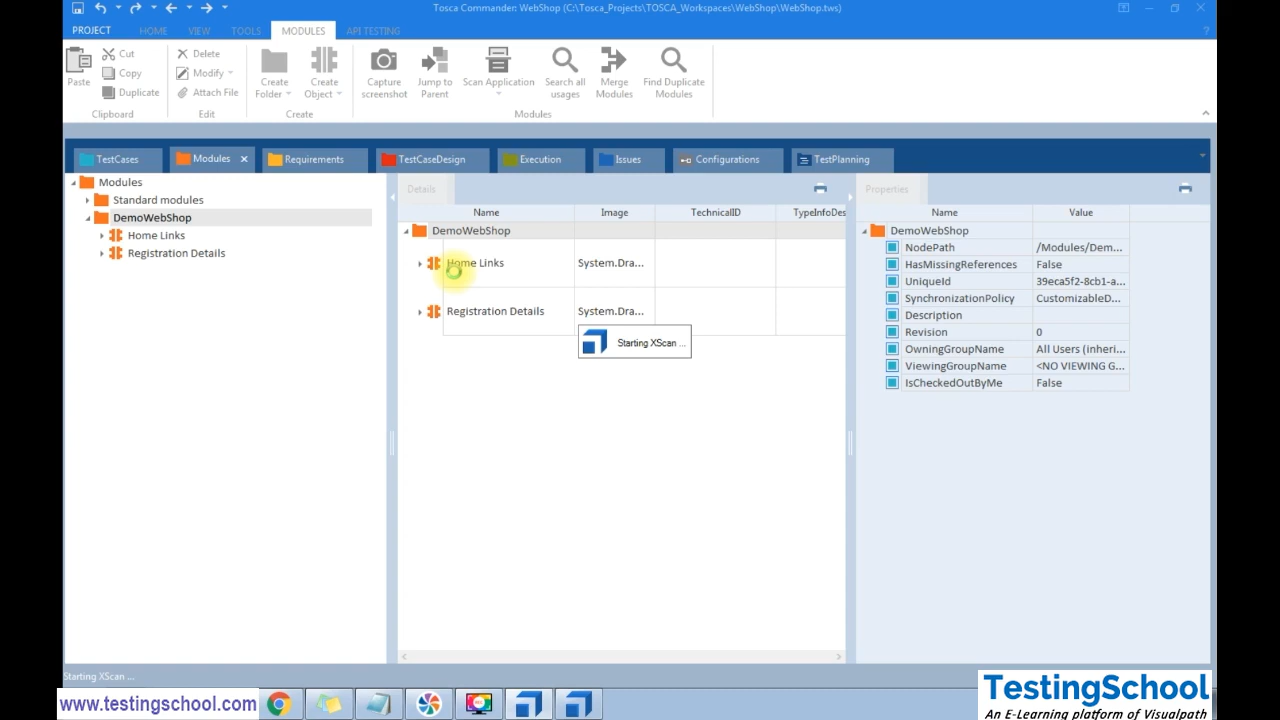 Tosca Commander: WebShop (C:\Tosca_Projects\TOSCA_Workspaces\WebShop\WebShop.tws)
PROJECT HOME VIEW TOOLS MODULES API TESTING
Paste
Cut
Copy
Duplicate
Clipboard
Delete
Modify
Attach File
Edit
Create Folder
Create Object
Create
Capture screenshot
Jump to Parent
Scan Application
Search all usages
Merge Modules
Find Duplicate Modules
Modules
TestCases Modules Requirements TestCaseDesign Execution Issues Configurations TestPlanning
Modules
Standard modules
DemoWebShop
Home Links
Registration Details
Details
Name Image TechnicalID TypeInfoDes
DemoWebShop
Home Links System.Dra...
Registration Details System.Dra...
Starting XScan ...
Properties
Name Value
DemoWebShop
NodePath /Modules/Dem...
HasMissingReferences False
UniqueId 39eca5f2-8cb1-a...
SynchronizationPolicy CustomizableD...
Description
Revision 0
OwningGroupName All Users (inheri...
ViewingGroupName <NO VIEWING G...
IsCheckedOutByMe False
Starting XScan ...
www.testingschool.com
TestingSchool
An E-Learning platform of Visualpath